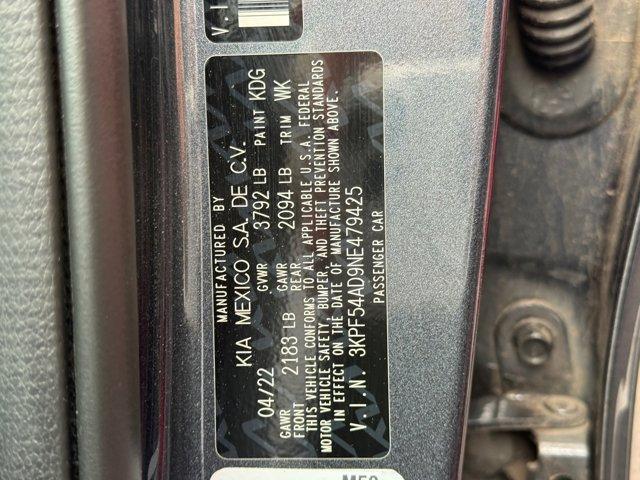 V.I
MANUFACTURED BY
KIA MEXICO S.A. DE C.V.
04/22 GVWR 3792 LB PAINT KDG
GAWR FRONT 2183 LB GAWR REAR 2094 LB TRIM WK
THIS VEHICLE CONFORMS TO ALL APPLICABLE U.S.A. FEDERAL
MOTOR VEHICLE SAFETY, BUMPER, AND THEFT PREVENTION STANDARDS
IN EFFECT ON THE DATE OF MANUFACTURE SHOWN ABOVE.
V.I.N 3KPF54AD9NE479425
PASSENGER CAR